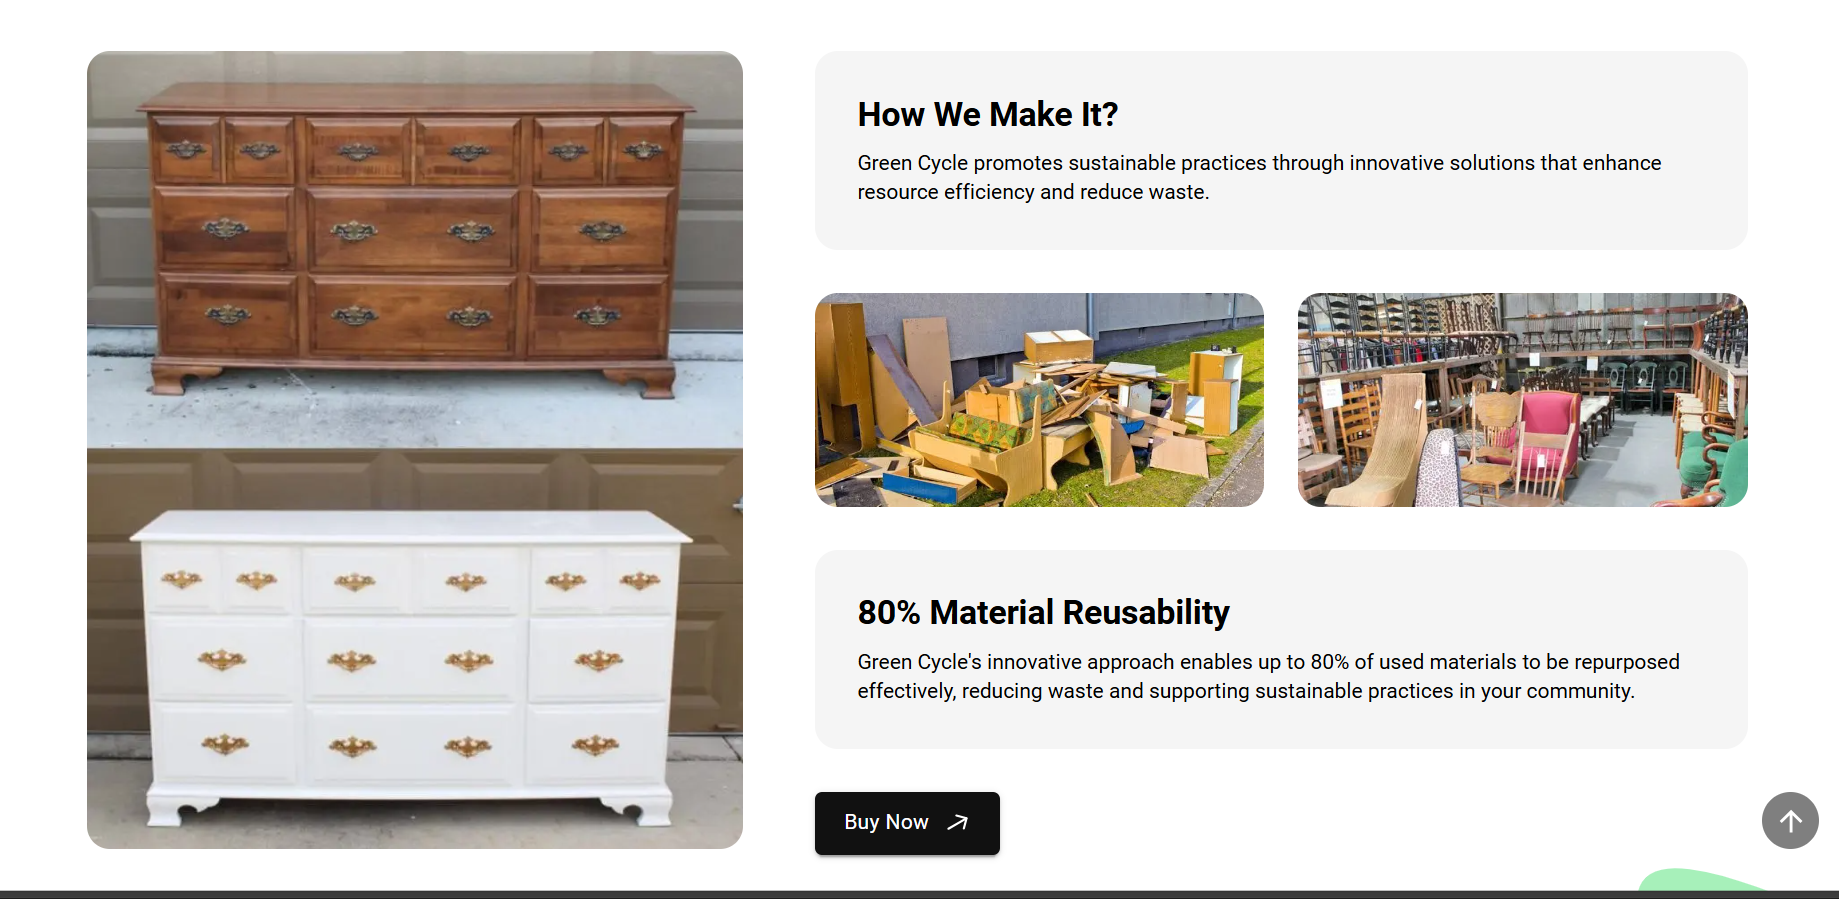 How We Make It?
Green Cycle promotes sustainable practices through innovative solutions that enhance
resource efficiency and reduce waste.
80% Material Reusability
Green Cycle's innovative approach enables up to 80% of used materials to be repurposed
effectively, reducing waste and supporting sustainable practices in your community.
Buy Now